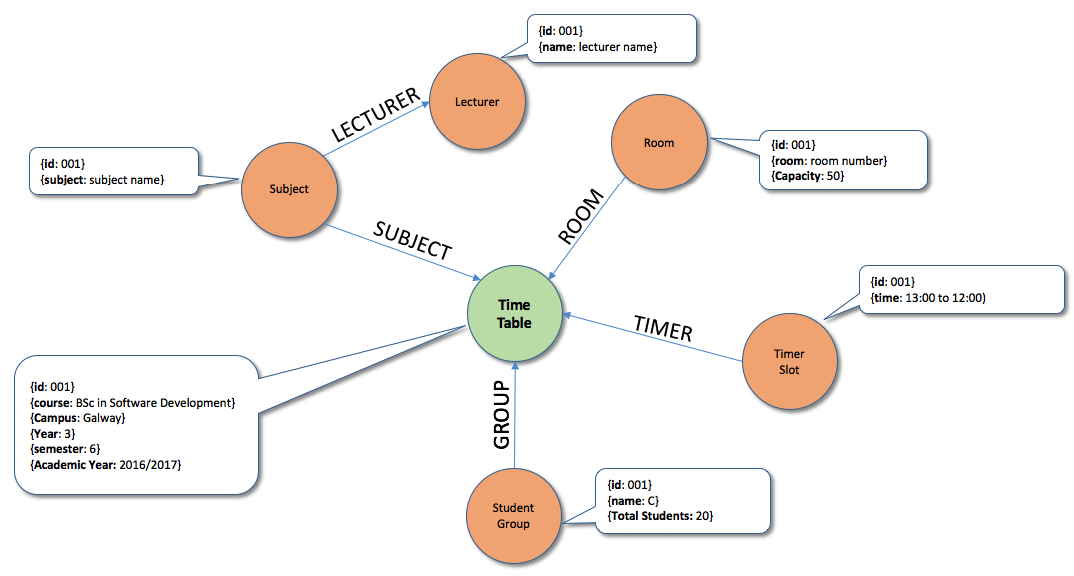 {id: 001}
{name: lecturer name}
LECTURER
Lecturer
Room
{id: 001}
{room: room number}
{Capacity: 50}
{id: 001}
{subject: subject name}
Subject
SUBJECT
ROOM
{id: 001}
{time: 13:00 to 12:00)
Time
Table
TIMER
Timer
Slot
{id: 001}
{course: BSc in Software Development}
{Campus: Galway}
{Year: 3}
{semester: 6}
{Academic Year: 2016/2017}
GROUP
Student
Group
{id: 001}
{name: C}
{Total Students: 20}